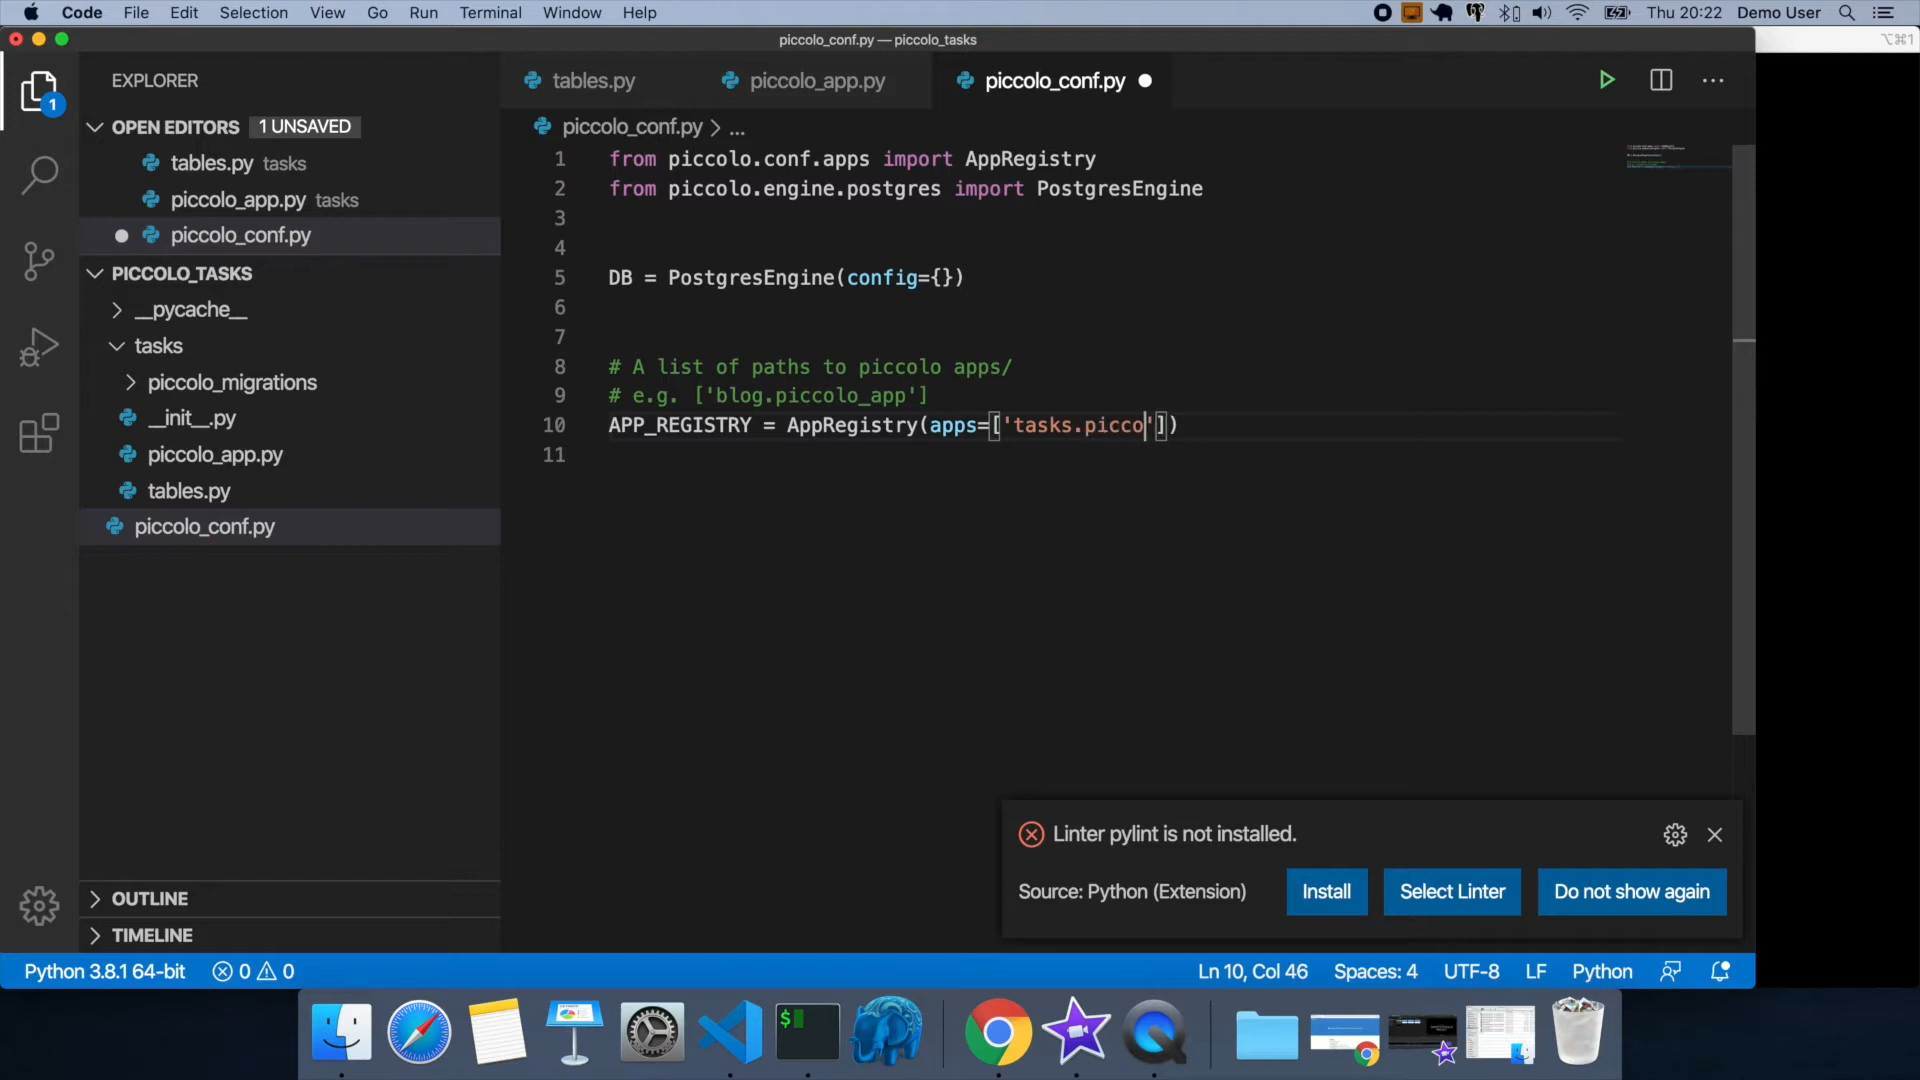 Code File Edit Selection View Go Run Terminal Window Help Thu 20:22 Demo User
piccolo_conf.py — piccolo_tasks
⌥⌘1
EXPLORER
OPEN EDITORS 1 UNSAVED
tables.py tasks
piccolo_app.py tasks
piccolo_conf.py
PICCOLO_TASKS
__pycache__
tasks
piccolo_migrations
__init__.py
piccolo_app.py
tables.py
piccolo_conf.py
OUTLINE
TIMELINE
1
tables.py piccolo_app.py piccolo_conf.py
piccolo_conf.py > ...
1 from piccolo.conf.apps import AppRegistry
2 from piccolo.engine.postgres import PostgresEngine
3
4
5 DB = PostgresEngine(config={})
6
7
8 # A list of paths to piccolo apps/
9 # e.g. ['blog.piccolo_app']
10 APP_REGISTRY = AppRegistry(apps=['tasks.picco'])
11
Linter pylint is not installed.
Source: Python (Extension) Install Select Linter Do not show again
Python 3.8.1 64-bit 0 0 Ln 10, Col 46 Spaces: 4 UTF-8 LF Python
$